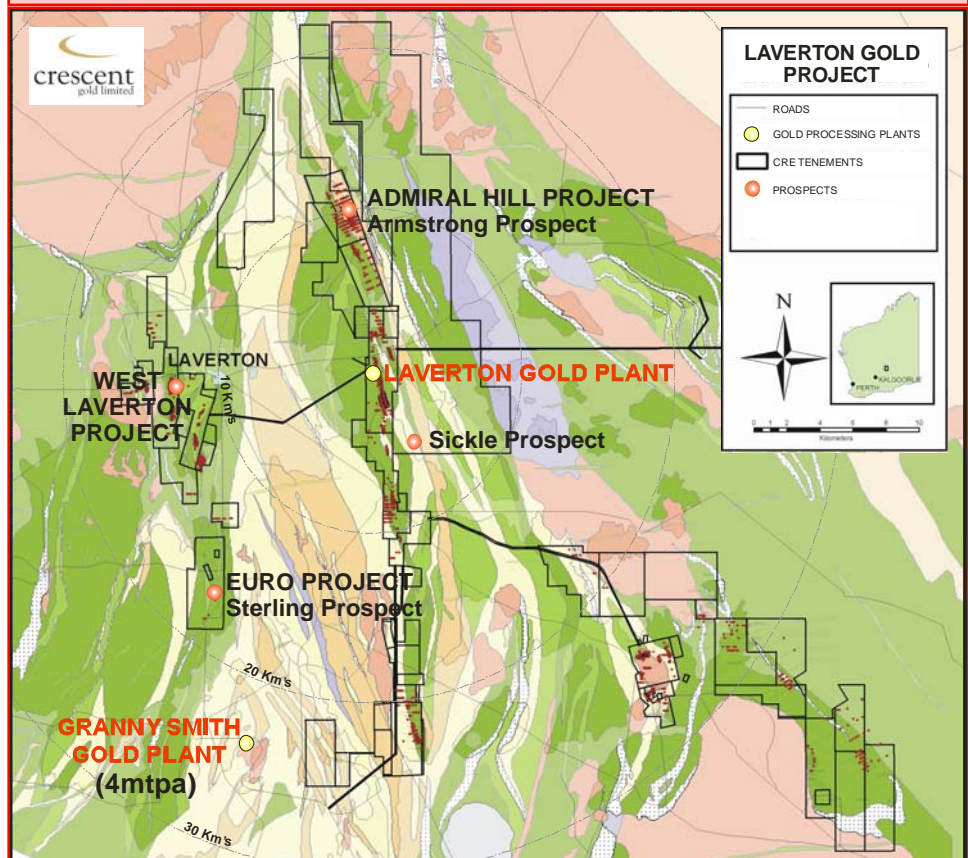 crescent
gold limited
LAVERTON GOLD
PROJECT
ROADS
GOLD PROCESSING PLANTS
CRE TENEMENTS
PROSPECTS
N
PERTH
KALGOORLIE
0 1 2 4 6 8 10
Kilometers
ADMIRAL HILL PROJECT
Armstrong Prospect
LAVERTON
WEST
LAVERTON
PROJECT
10 Km's
LAVERTON GOLD PLANT
Sickle Prospect
EURO PROJECT
Sterling Prospect
20 Km's
GRANNY SMITH
GOLD PLANT
(4mtpa)
30 Km's